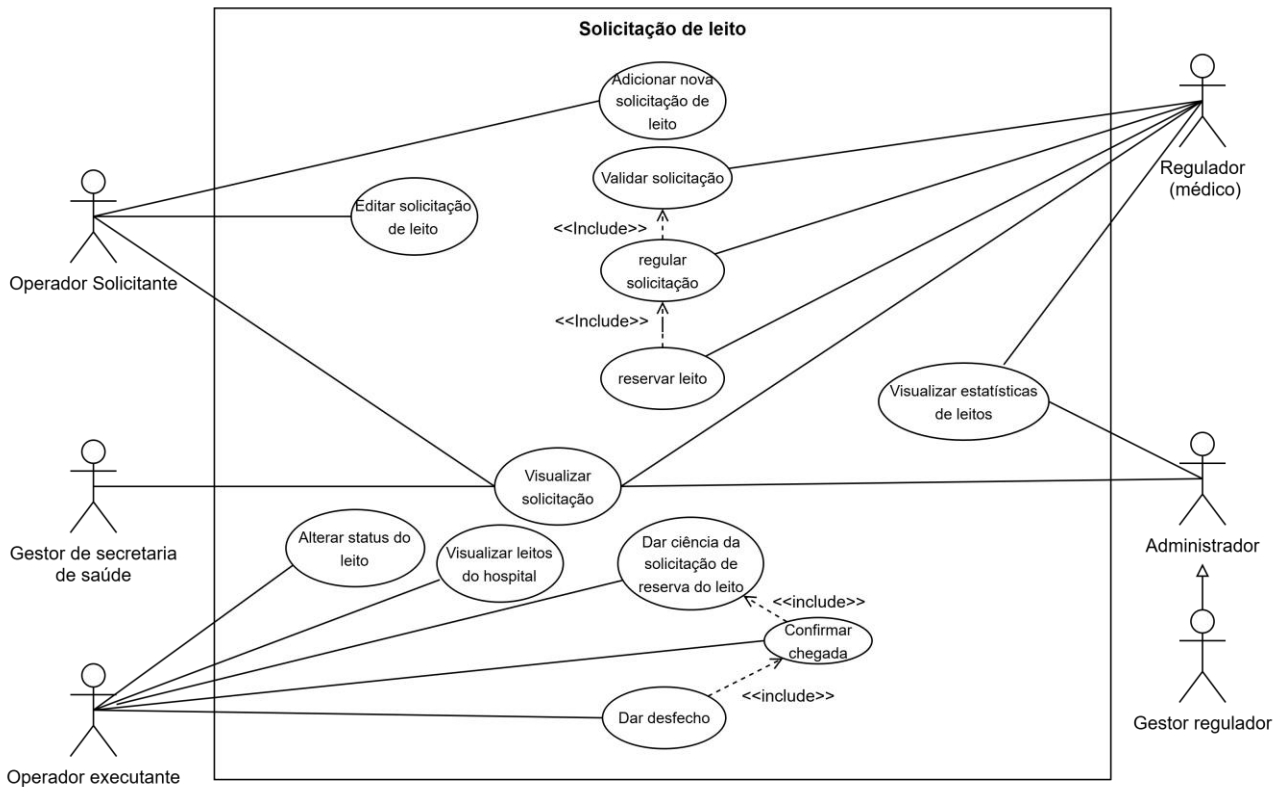 Solicitação de leito
Adicionar nova
solicitação de
leito
Regulador
(médico)
Validar solicitação
Editar solicitação
de leito
<<Include>>
Operador Solicitante
regular
solicitação
<<Include>>
reservar leito
Visualizar estatísticas
de leitos
Visualizar
solicitação
Gestor de secretaria
de saúde
Administrador
Alterar status do
leito
Visualizar leitos
do hospital
Dar ciência da
solicitação de
reserva do leito
<<include>>
Confirmar
chegada
<<include>>
Dar desfecho
Gestor regulador
Operador executante